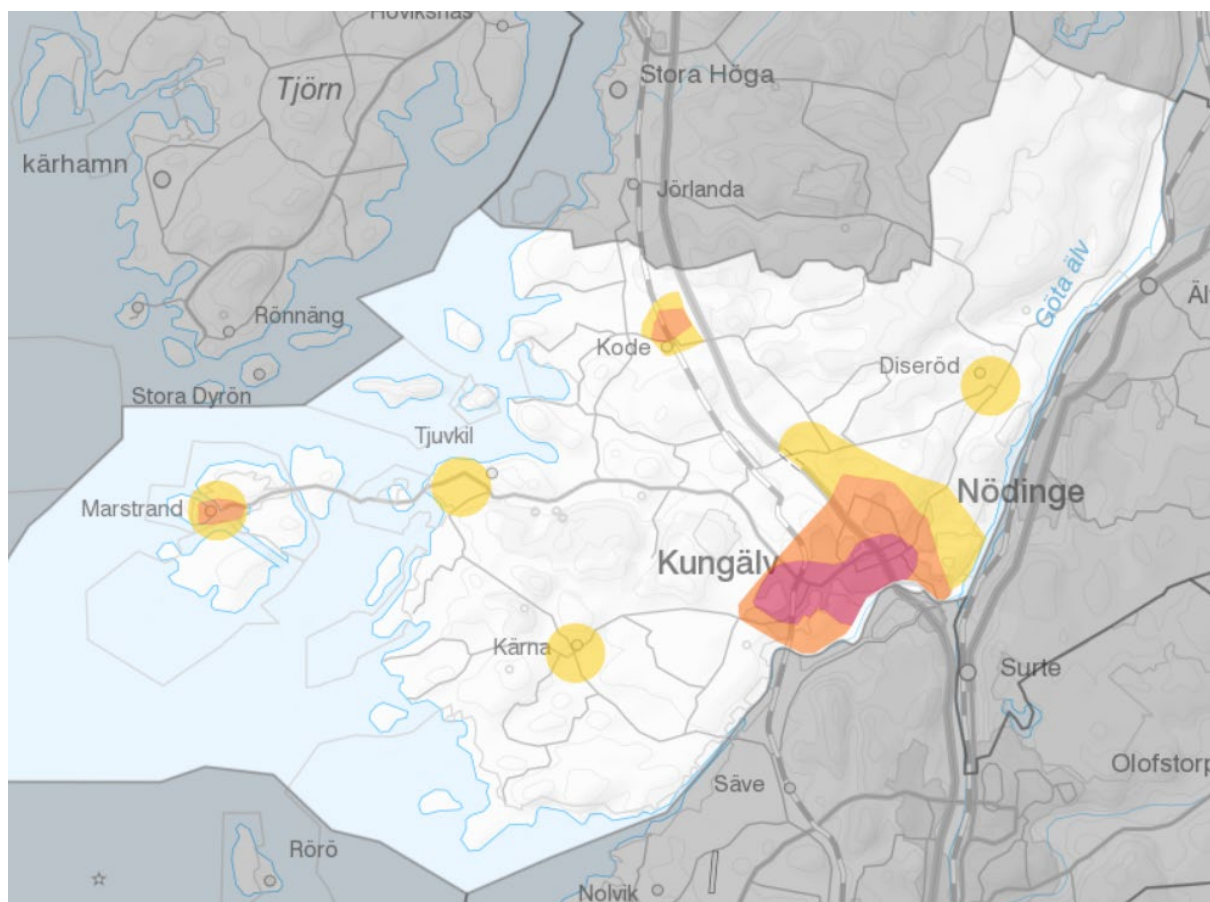 Tjörn
Stora Höga
kärhamn
Jörlanda
Göta älv
Rönnäng
Kode
Diseröd
Stora Dyrön
Tjuvkil
Nödinge
Marstrand
Kungälv
Kärna
Surte
Olofstorp
Säve
Rörö
Nolvik